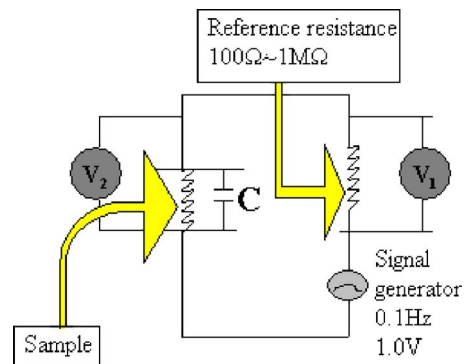 Reference resistance
100Ω~1MΩ
V2
C
V1
Signal
generator
0.1Hz
1.0V
Sample